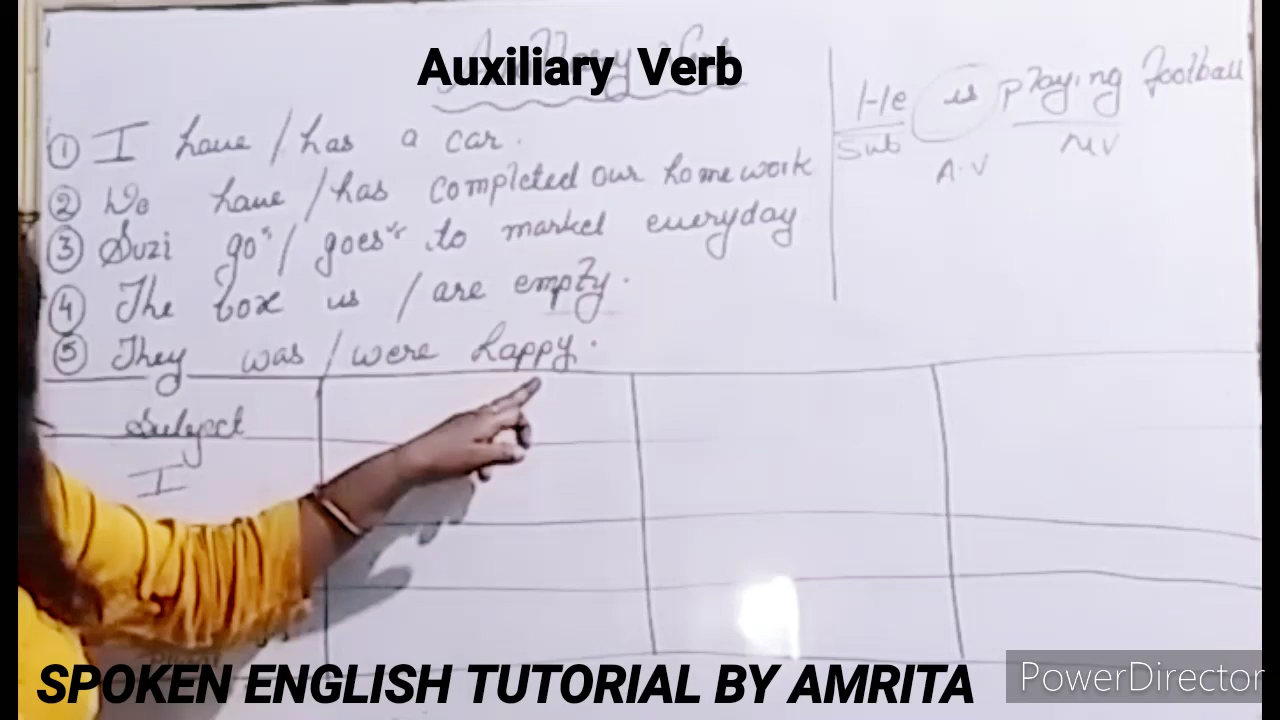 Auxiliary Verb
① I have / has a car.
② We have / has completed our homework
③ Suzi go / goes to market everyday
④ The box is / are empty.
⑤ They was / were happy.
He is playing football
Sub A.V MV
Subject
I
SPOKEN ENGLISH TUTORIAL BY AMRITA
PowerDirector